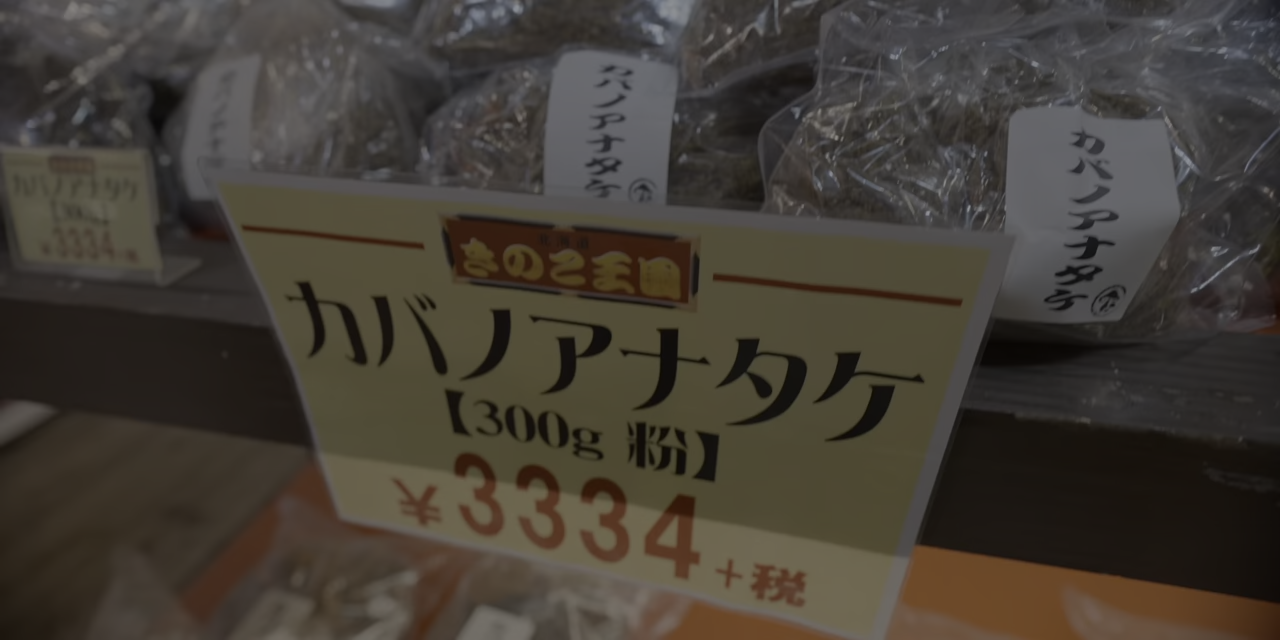 カバノアナタケ
カバノアナタケ
カバノアナタケ
【300g
3334
きのこ王国
カバノアナタケ
【300g 粉】
¥3334+税